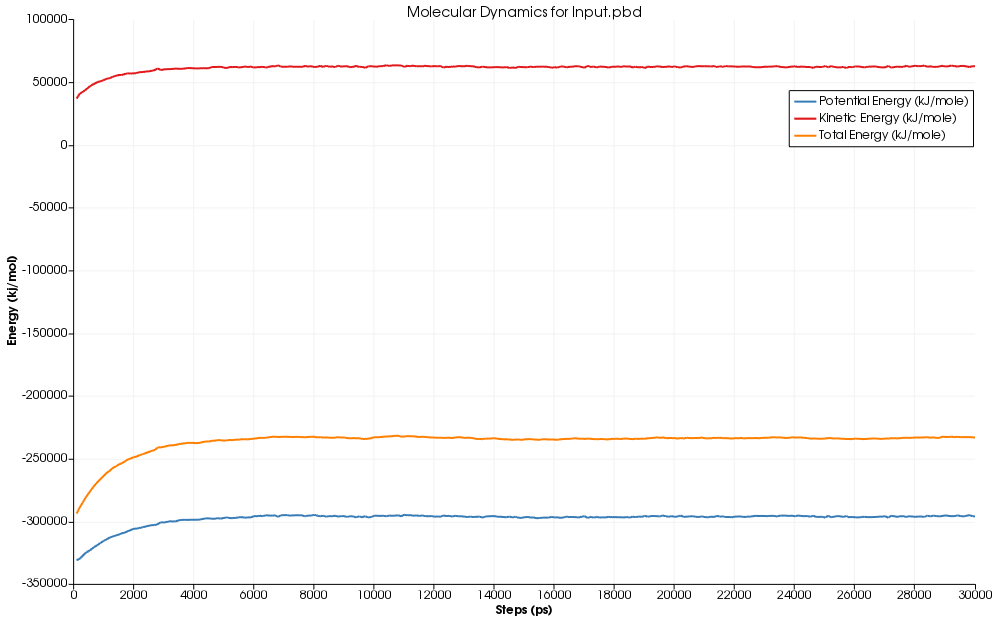 Molecular Dynamics for Input.pbd
100000
50000
0
-50000
-100000
-150000
-200000
-250000
-300000
-350000
Energy (kj/mol)
Potential Energy (kJ/mole)
Kinetic Energy (kJ/mole)
Total Energy (kJ/mole)
0 2000 4000 6000 8000 10000 12000 14000 16000 18000 20000 22000 24000 26000 28000 30000
Steps (ps)